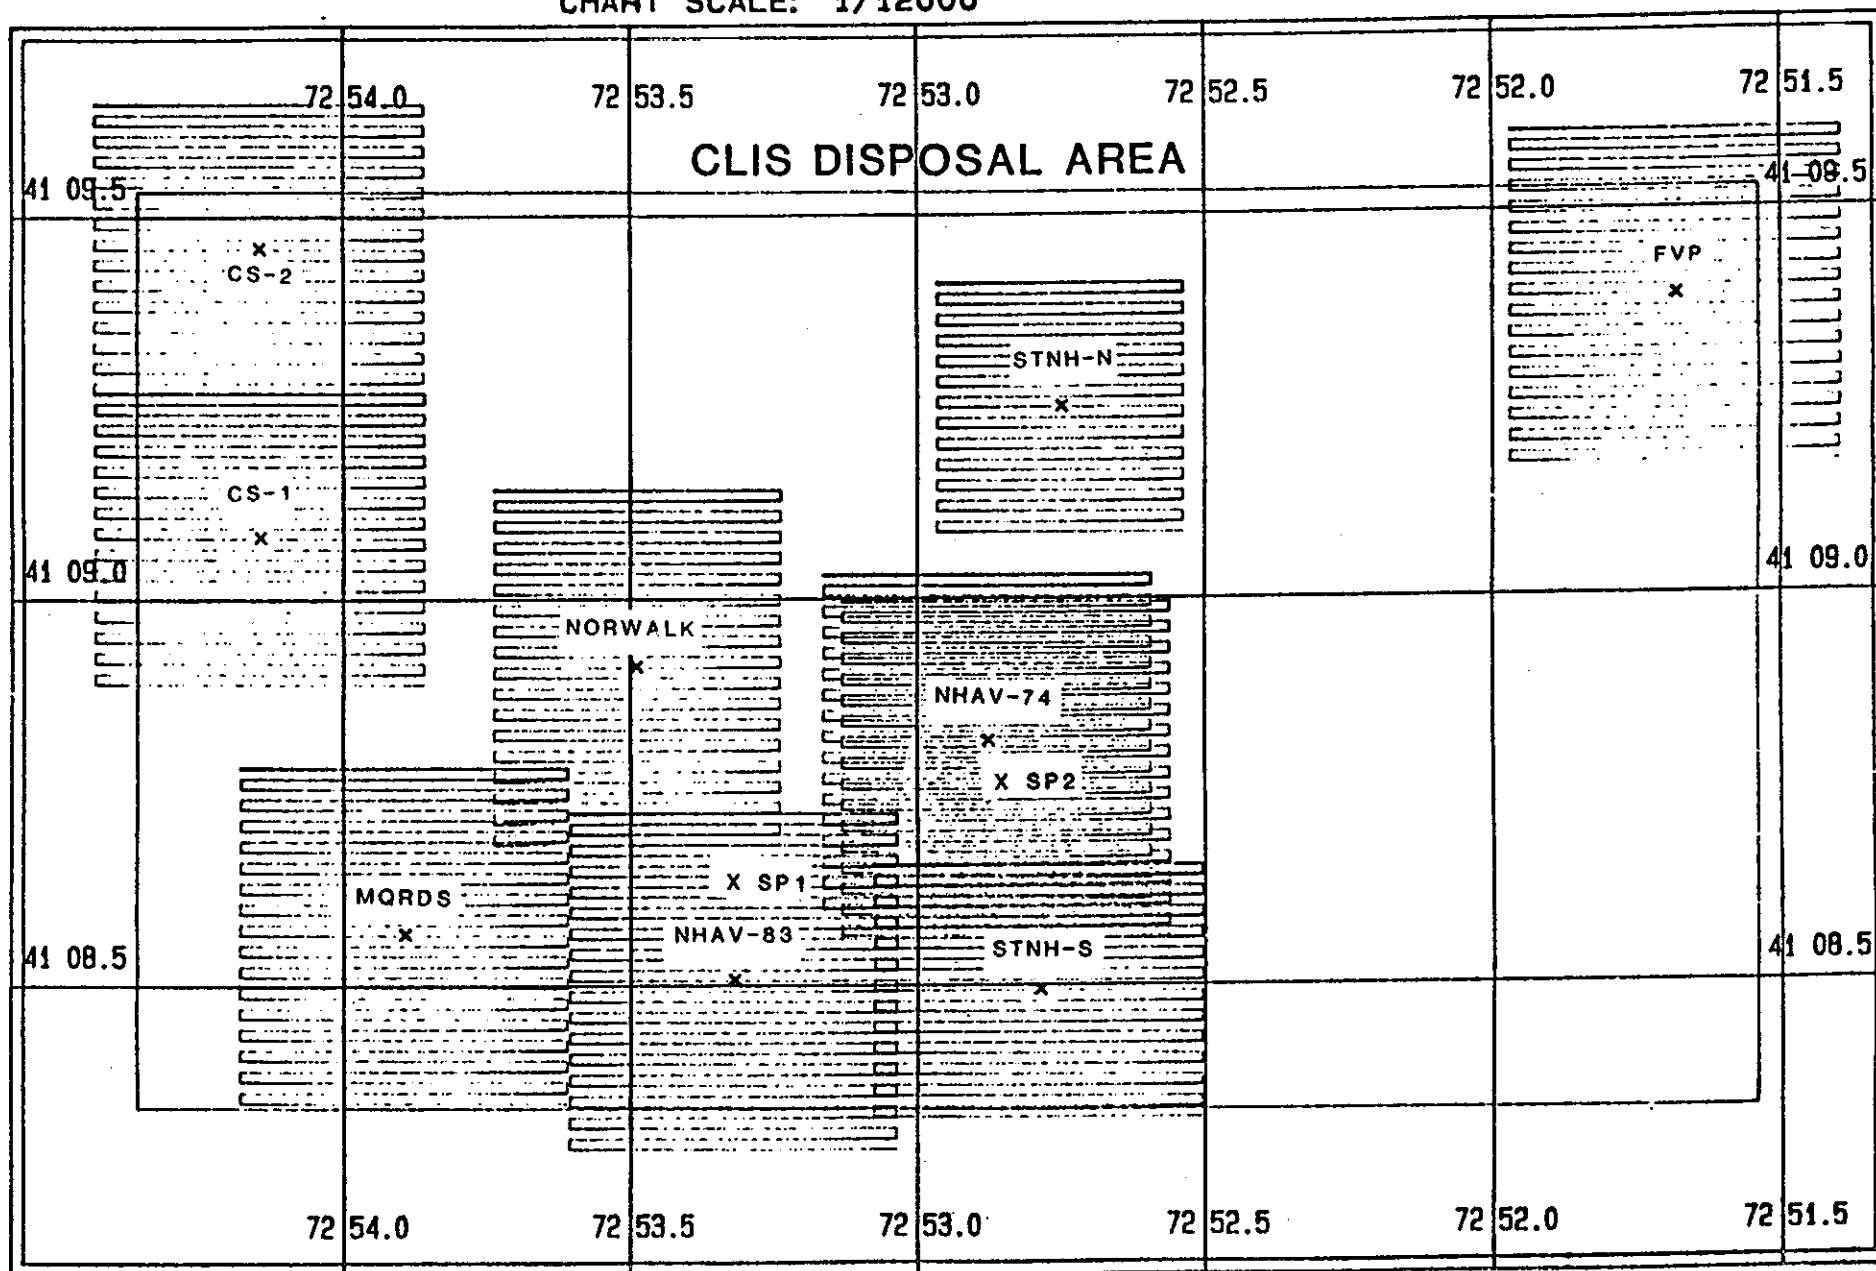 CHART SCALE: 1/12000
72 54.0 72 53.5 72 53.0 72 52.5 72 52.0 72 51.5
CLIS DISPOSAL AREA
41 09.5 41 09.5
CS-2
FVP
STNH-N
CS-1
41 09.0 41 09.0
NORWALK
NHAV-74
X SP2
X SP1
MQRDS
NHAV-83
STNH-S
41 08.5 41 08.5
72 54.0 72 53.5 72 53.0 72 52.5 72 52.0 72 51.5